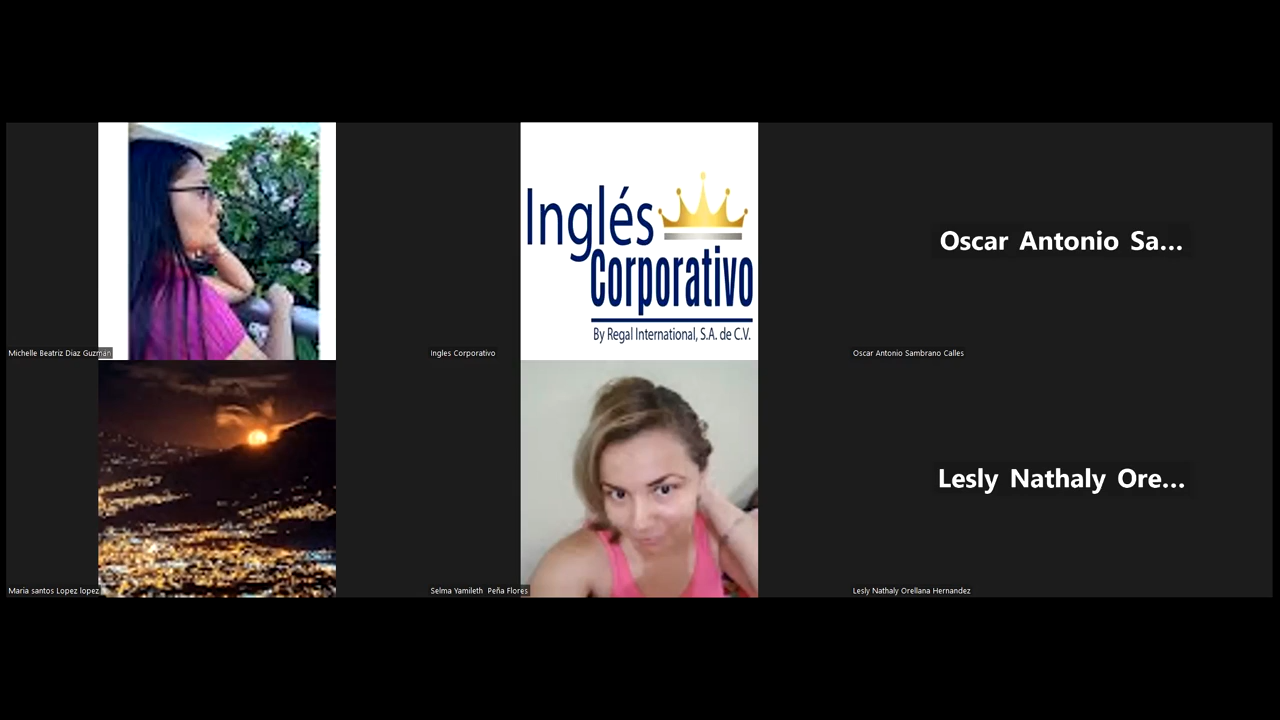 Inglés
Corporativo
By Regal International, S.A. de C.V.
Oscar Antonio Sa...
Michelle Beatriz Diaz Guzmán
Ingles Corporativo
Oscar Antonio Sambrano Calles
Lesly Nathaly Ore...
Maria santos Lopez lopez
Selma Yamileth Peña Flores
Lesly Nathaly Orellana Hernandez